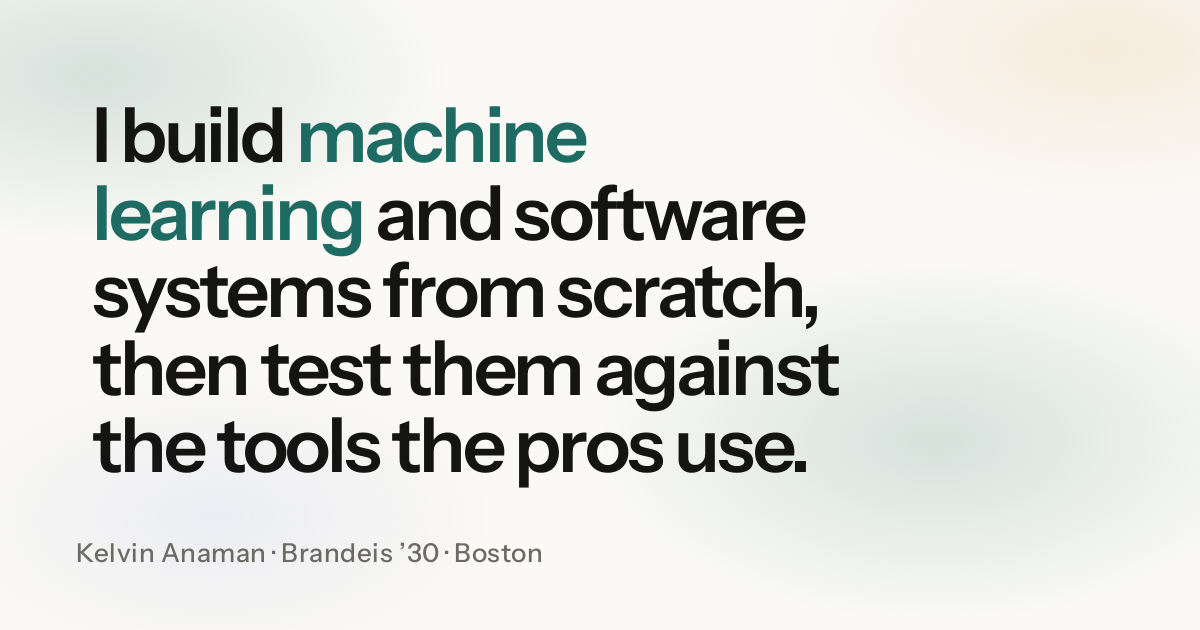 I build machine
learning and software
systems from scratch,
then test them against
the tools the pros use.
Kelvin Anaman · Brandeis ’30 · Boston